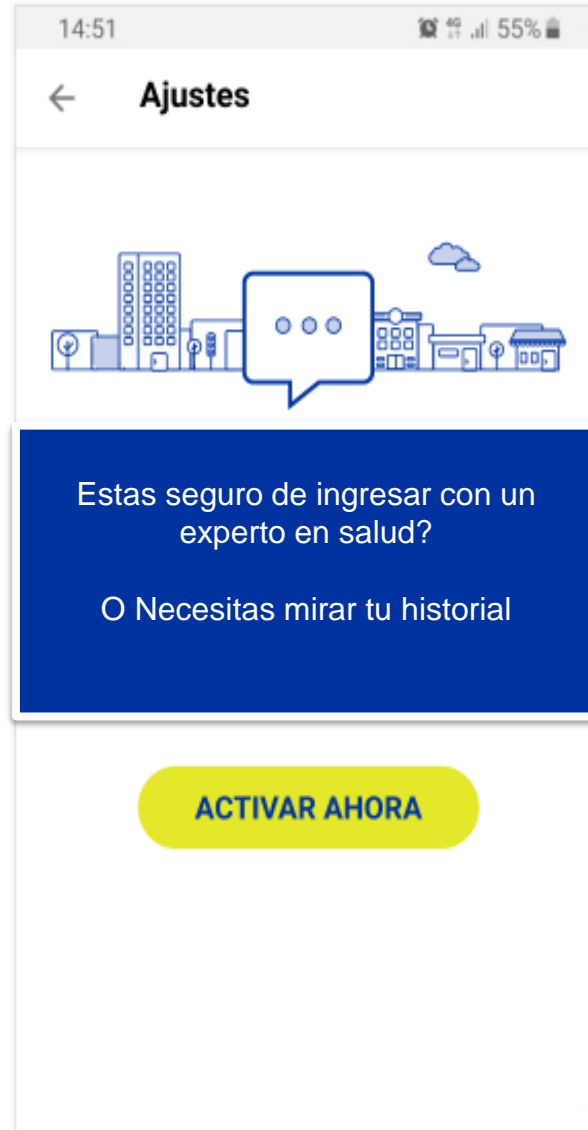 14:51 4G 55%
Ajustes
Estas seguro de ingresar con un
experto en salud?
O Necesitas mirar tu historial
ACTIVAR AHORA